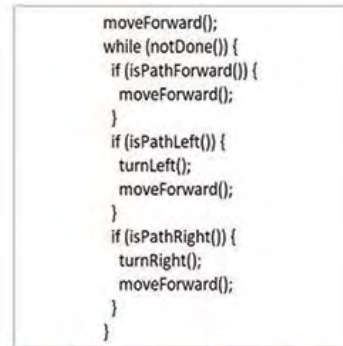 moveForward();
while (notDone()) {
if (isPathForward()) {
moveForward();
}
if (isPathLeft()) {
turnLeft();
moveForward();
}
if (isPathRight()) {
turnRight();
moveForward();
}
}